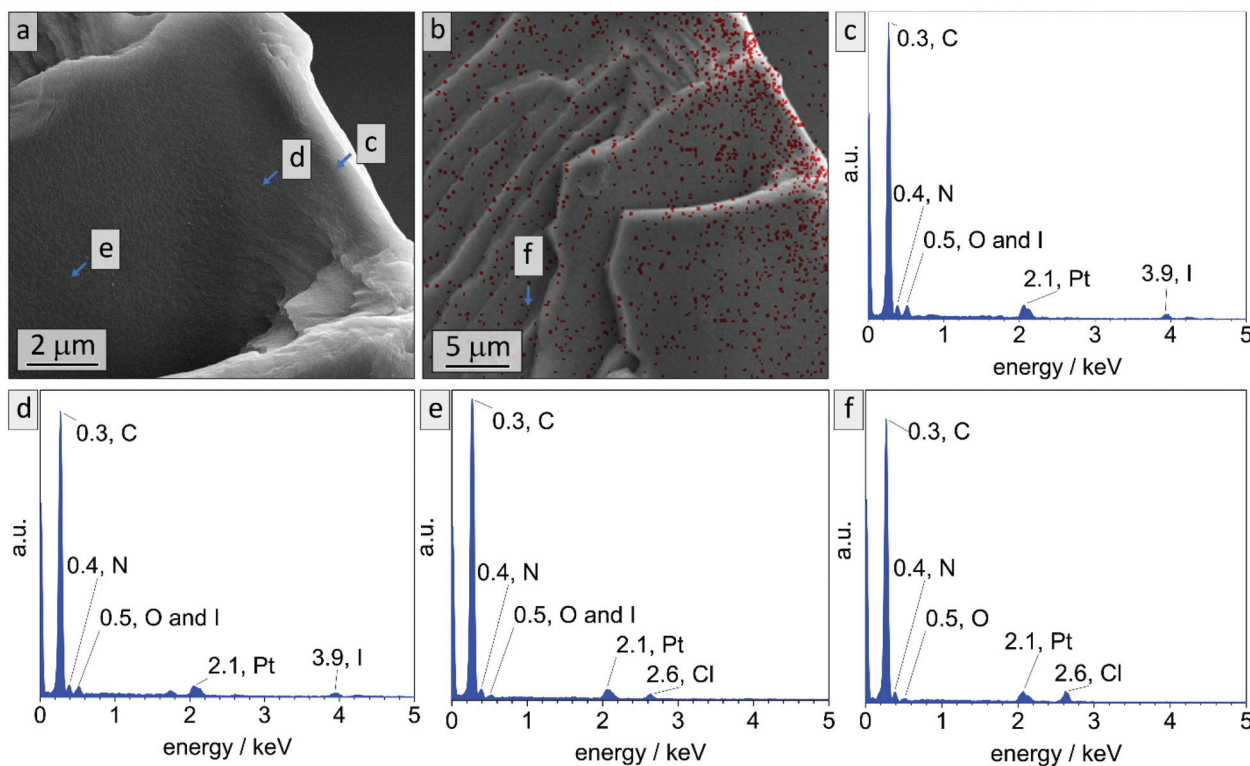 a
d
c
e
2 μm
b
f
5 μm
c
0.3, C
0.4, N
0.5, O and I
2.1, Pt
3.9, I
a.u.
0 1 2 3 4 5
energy / keV
d
0.3, C
0.4, N
0.5, O and I
2.1, Pt
3.9, I
a.u.
0 1 2 3 4 5
energy / keV
e
0.3, C
0.4, N
0.5, O and I
2.1, Pt
2.6, Cl
a.u.
0 1 2 3 4 5
energy / keV
f
0.3, C
0.4, N
0.5, O
2.1, Pt
2.6, Cl
a.u.
0 1 2 3 4 5
energy / keV